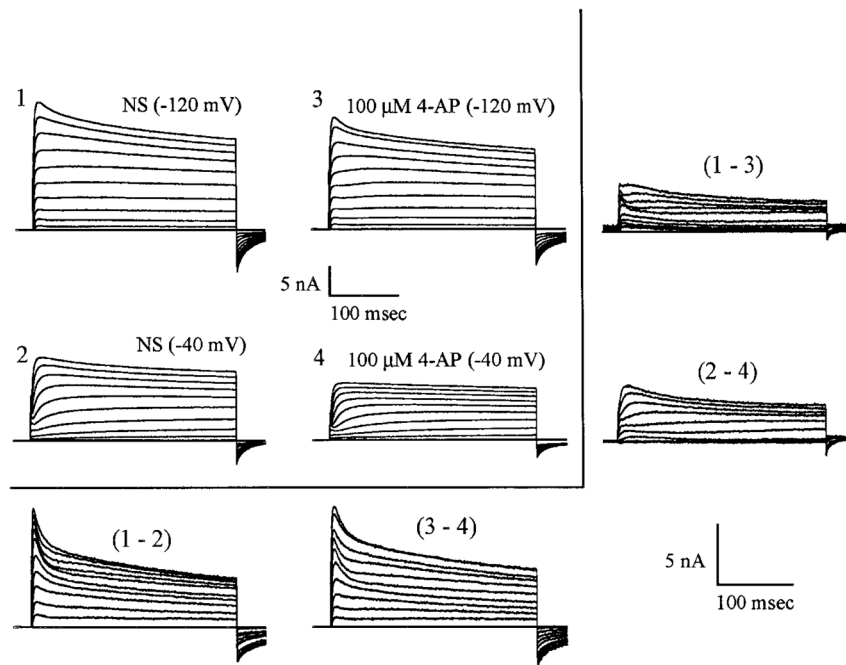 1
NS (-120 mV)
3
100 μM 4-AP (-120 mV)
(1 - 3)
5 nA
100 msec
2
NS (-40 mV)
4
100 μM 4-AP (-40 mV)
(2 - 4)
(1 - 2)
(3 - 4)
5 nA
100 msec